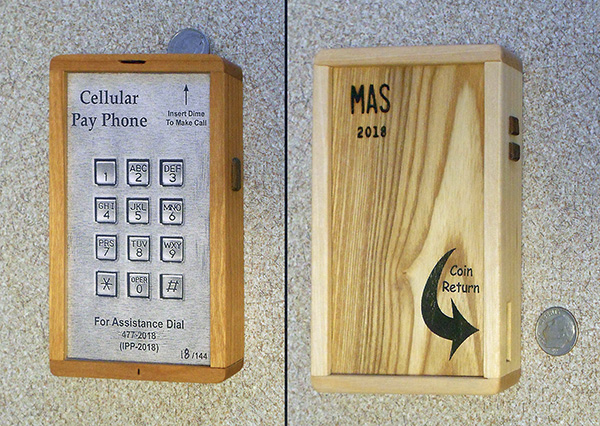 Cellular
Pay Phone
Insert Dime
To Make Call
1
ABC
2
DEF
3
GHI
4
JKL
5
MNO
6
PRS
7
TUV
8
WXY
9
*
OPER
0
#
For Assistance Dial
477-2018
(IPP-2018)
18/144
MAS
2018
Coin
Return